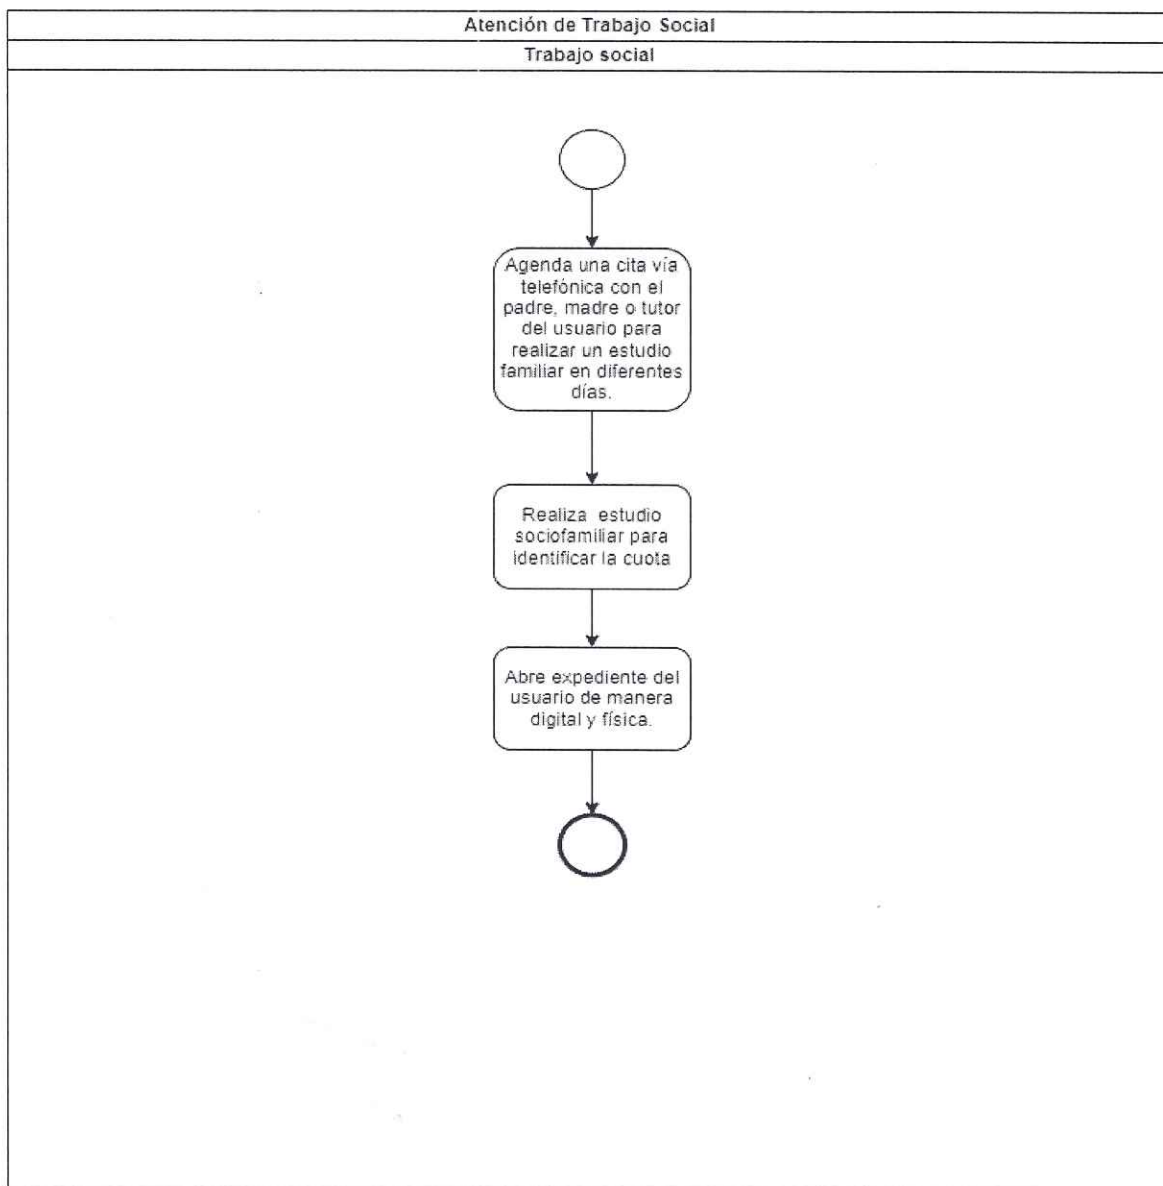 Atención de Trabajo Social
Trabajo social
Agenda una cita vía
telefónica con el
padre, madre o tutor
del usuario para
realizar un estudio
familiar en diferentes
días.
Realiza estudio
sociofamiliar para
identificar la cuota
Abre expediente del
usuario de manera
digital y física.